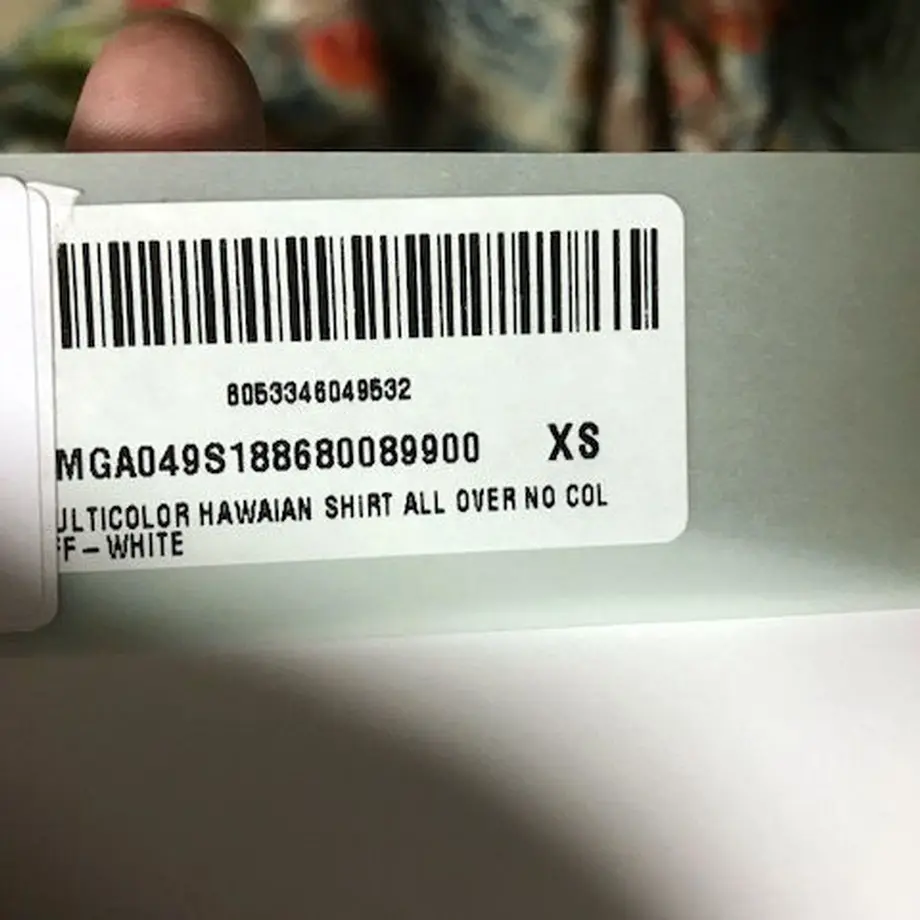 8053346049532
MGA049S188680089900 XS
ULTICOLOR HAWAIAN SHIRT ALL OVER NO COL
FF-WHITE